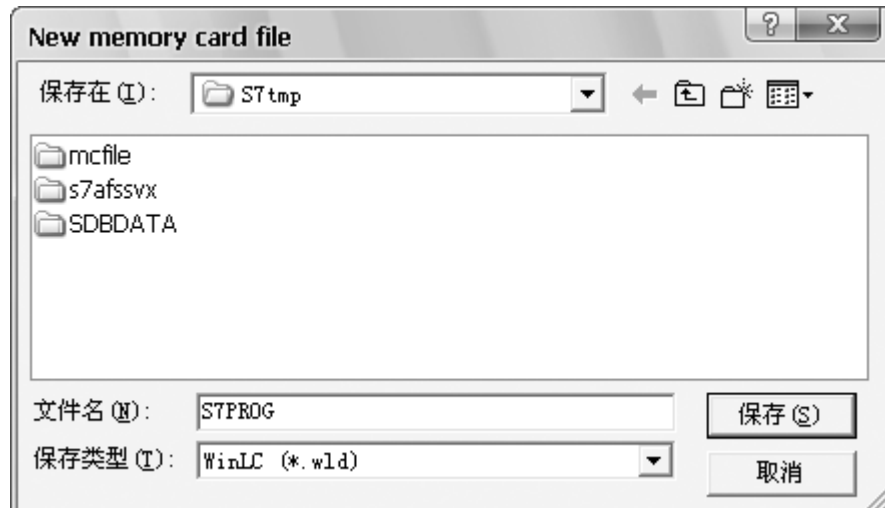 New memory card file
保存在(I): S7tmp
mcfile
s7afssvx
SDBDATA
文件名(N): S7PROG 保存(S)
保存类型(T): WinLC (*.wld) 取消